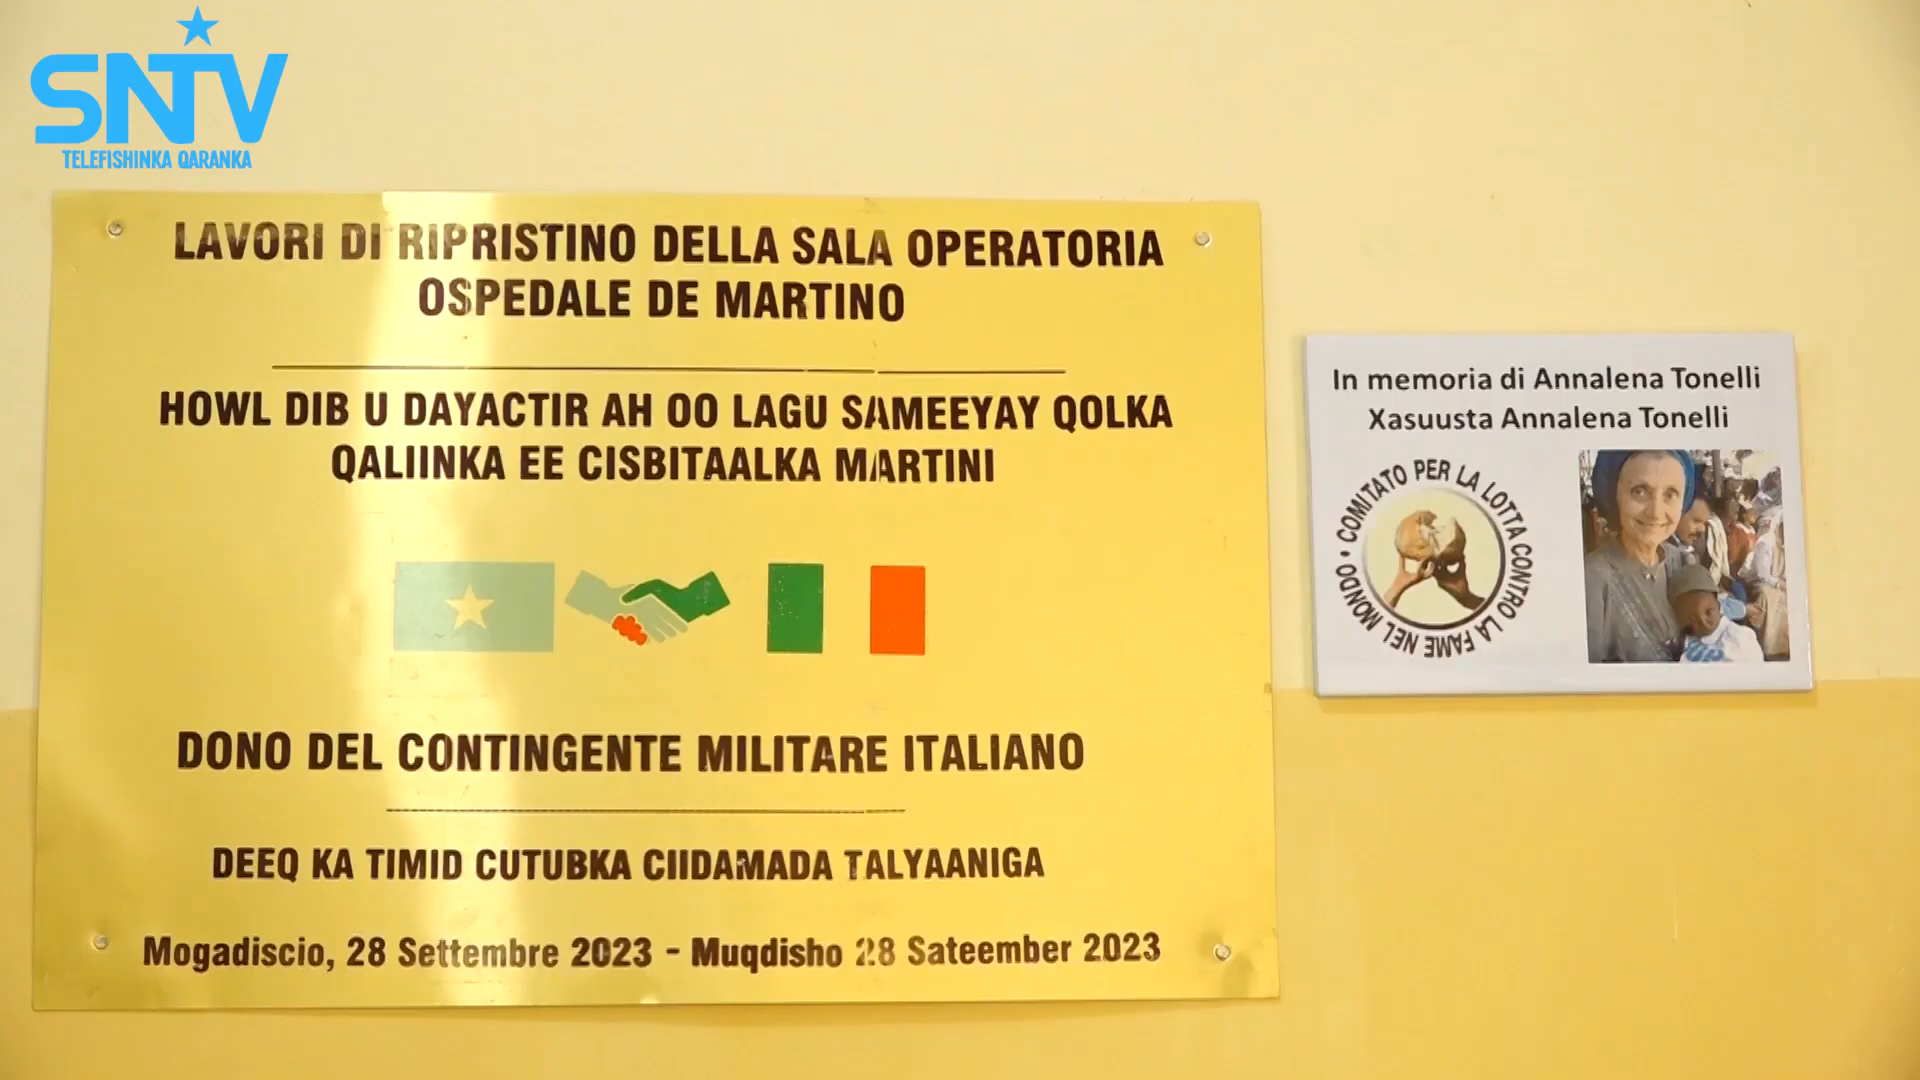 SNTV
TELEFISHINKA QARANKA
LAVORI DI RIPRISTINO DELLA SALA OPERATORIA
OSPEDALE DE MARTINO
HOWL DIB U DAYACTIR AH OO LAGU SAMEEYAY QOLKA
QALIINKA EE CISBITAALKA MARTINI
DONO DEL CONTINGENTE MILITARE ITALIANO
DEEQ KA TIMID CUTUBKA CIIDAMADA TALYAANIGA
Mogadiscio, 28 Settembre 2023 - Muqdisho 28 Sateember 2023
In memoria di Annalena Tonelli
Xasuusta Annalena Tonelli
COMITATO PER LA LOTTA CONTRO LA FAME NEL MONDO •